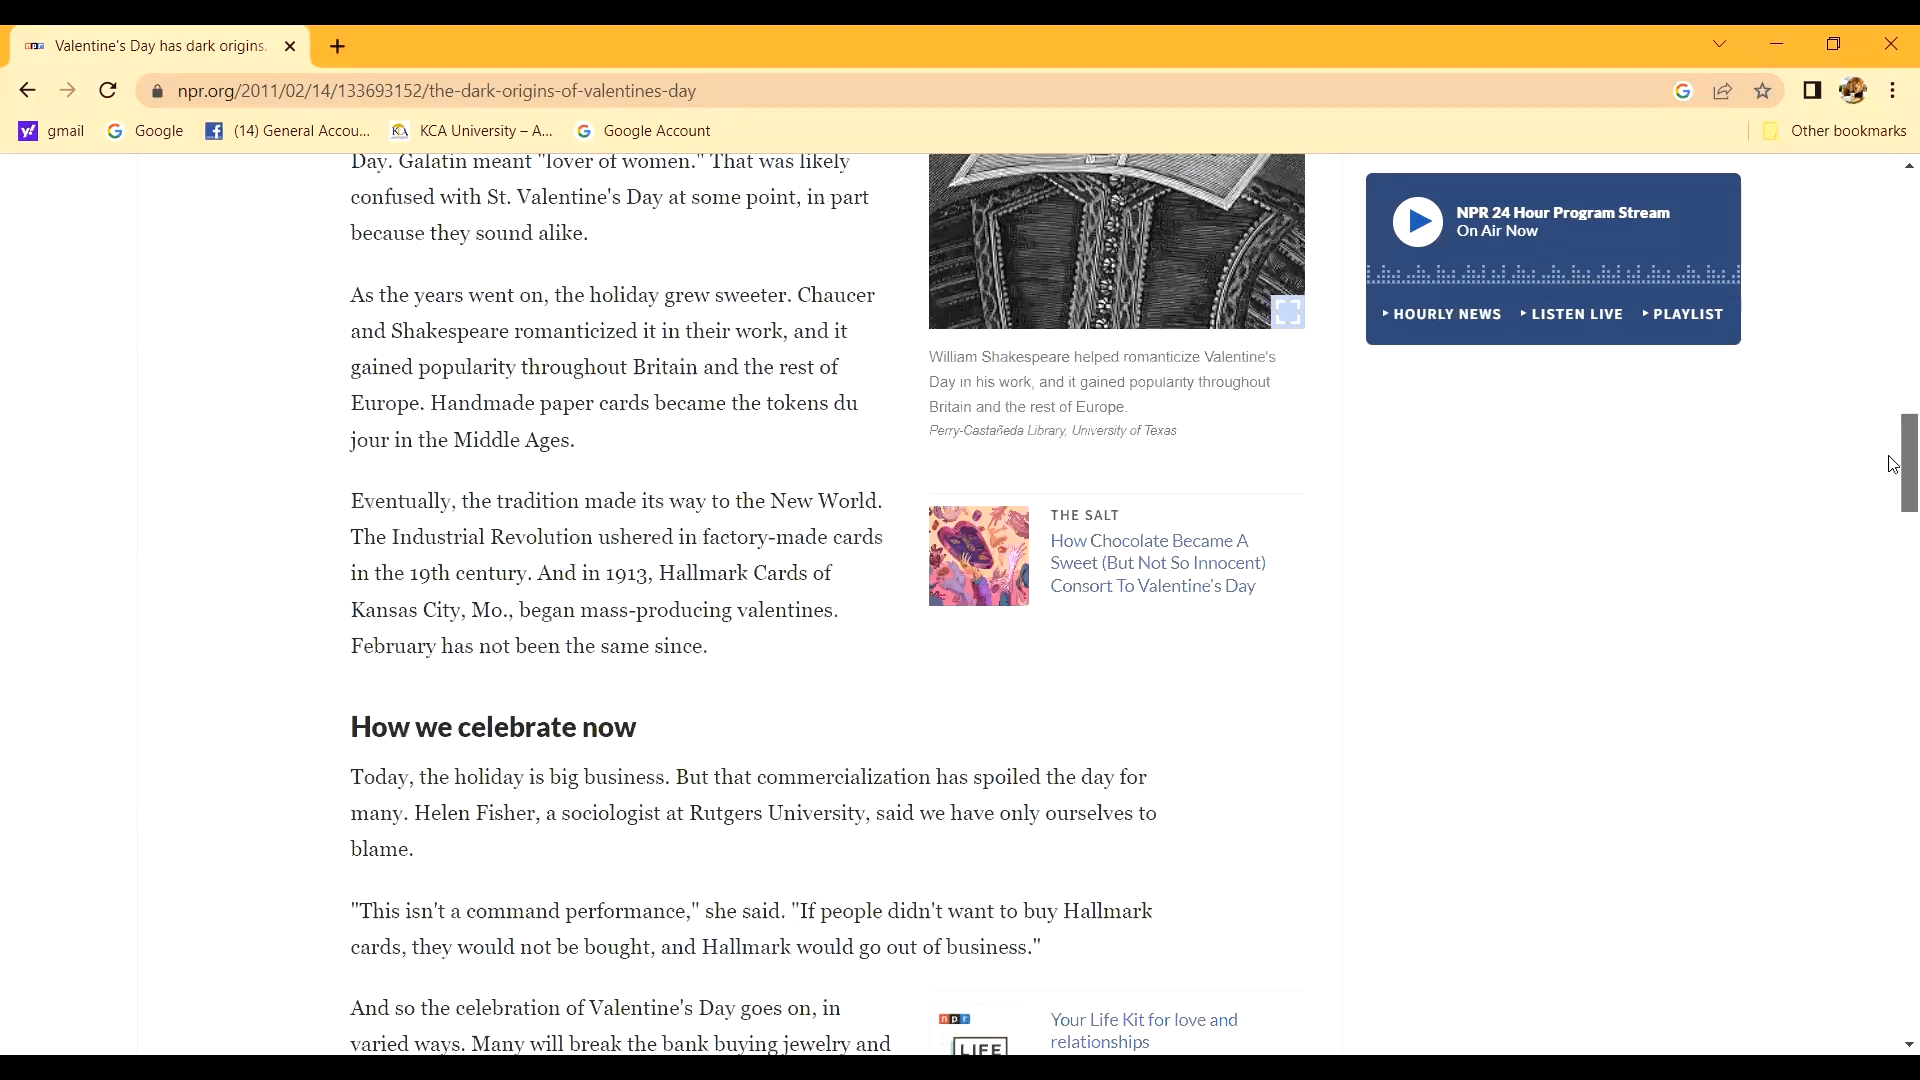 Valentine's Day has dark origins.
npr.org/2011/02/14/133693152/the-dark-origins-of-valentines-day
gmail
Google
(14) General Accou...
KCA University – A...
Google Account
Other bookmarks
Day. Galatin meant "lover of women." That was likely
confused with St. Valentine's Day at some point, in part
because they sound alike.
As the years went on, the holiday grew sweeter. Chaucer
and Shakespeare romanticized it in their work, and it
gained popularity throughout Britain and the rest of
Europe. Handmade paper cards became the tokens du
jour in the Middle Ages.
Eventually, the tradition made its way to the New World.
The Industrial Revolution ushered in factory-made cards
in the 19th century. And in 1913, Hallmark Cards of
Kansas City, Mo., began mass-producing valentines.
February has not been the same since.
William Shakespeare helped romanticize Valentine's
Day in his work, and it gained popularity throughout
Britain and the rest of Europe.
Perry-Castañeda Library, University of Texas
THE SALT
How Chocolate Became A
Sweet (But Not So Innocent)
Consort To Valentine's Day
NPR 24 Hour Program Stream
On Air Now
HOURLY NEWS
LISTEN LIVE
PLAYLIST
How we celebrate now
Today, the holiday is big business. But that commercialization has spoiled the day for
many. Helen Fisher, a sociologist at Rutgers University, said we have only ourselves to
blame.
"This isn't a command performance," she said. "If people didn't want to buy Hallmark
cards, they would not be bought, and Hallmark would go out of business."
And so the celebration of Valentine's Day goes on, in
varied ways. Many will break the bank buying jewelry and
npr
LIFE
Your Life Kit for love and
relationships